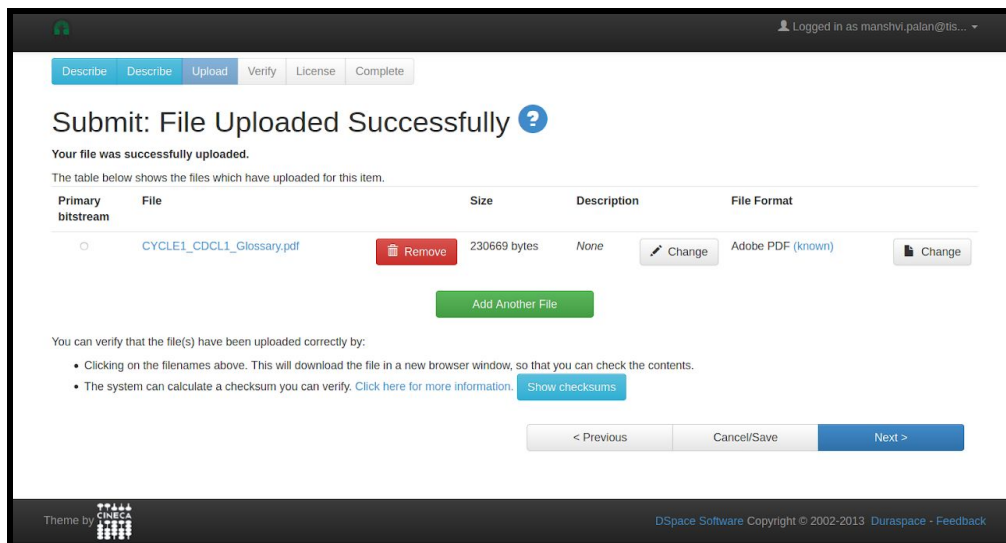 Logged in as manshvi.palan@tis...
Describe Describe Upload Verify License Complete
Submit: File Uploaded Successfully ?
Your file was successfully uploaded.
The table below shows the files which have uploaded for this item.
Primary bitstream File Size Description File Format
CYCLE1_CDCL1_Glossary.pdf Remove 230669 bytes None Change Adobe PDF (known) Change
Add Another File
You can verify that the file(s) have been uploaded correctly by:
• Clicking on the filenames above. This will download the file in a new browser window, so that you can check the contents.
• The system can calculate a checksum you can verify. Click here for more information. Show checksums
< Previous Cancel/Save Next >
Theme by CINECA DSpace Software Copyright © 2002-2013 Duraspace - Feedback